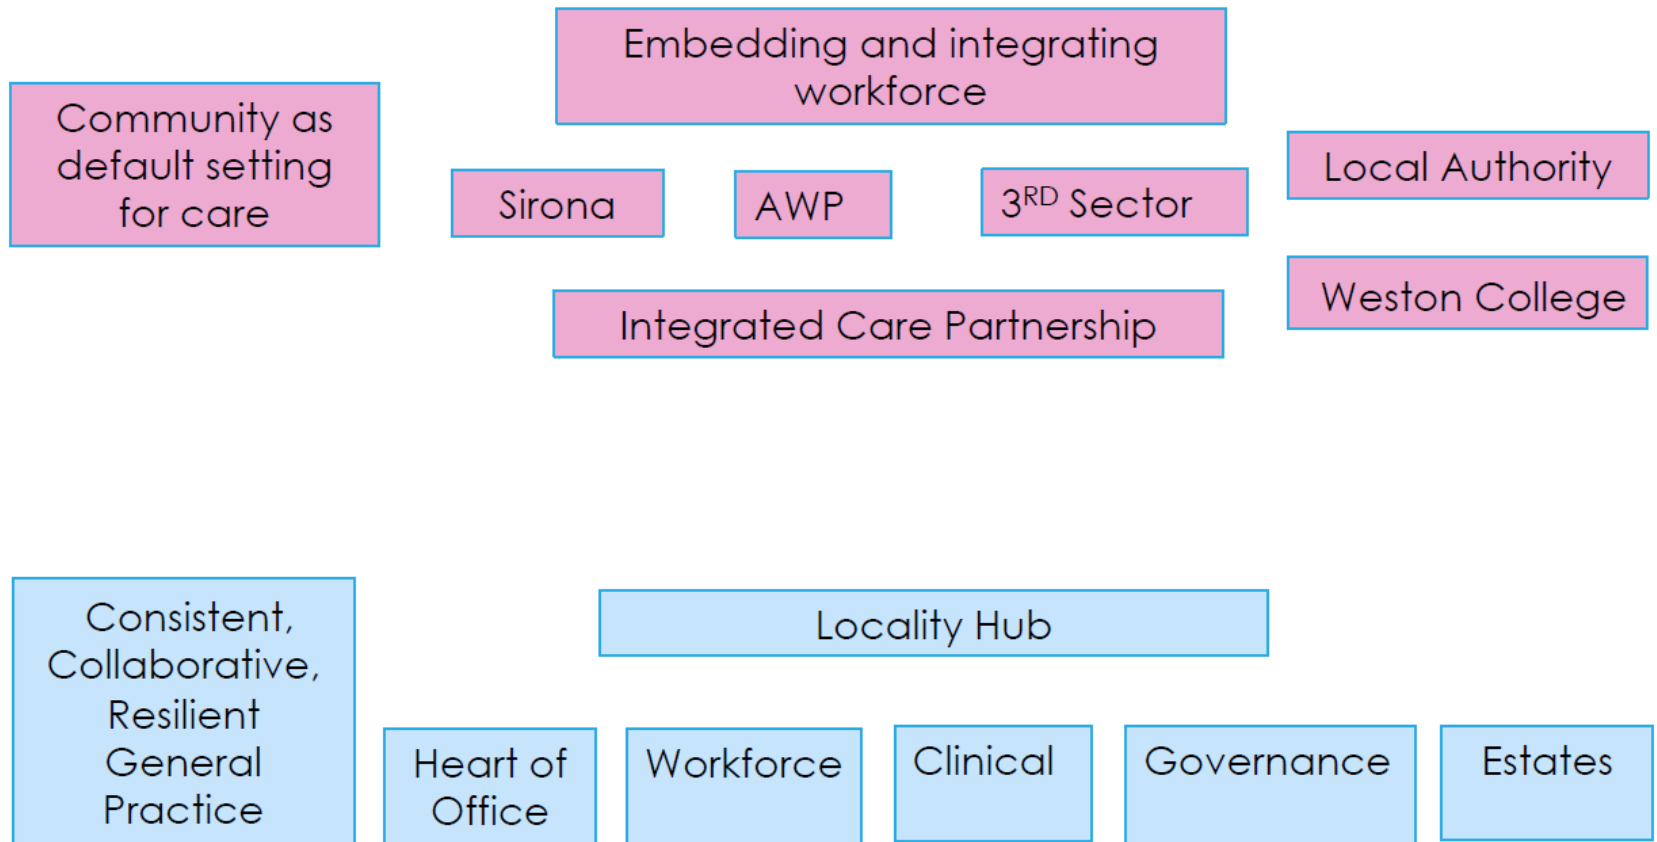 Embedding and integrating
workforce
Community as
default setting
for care
Sirona
AWP
3RD Sector
Local Authority
Weston College
Integrated Care Partnership
Consistent,
Collaborative,
Resilient
General
Practice
Locality Hub
Heart of
Office
Workforce
Clinical
Governance
Estates